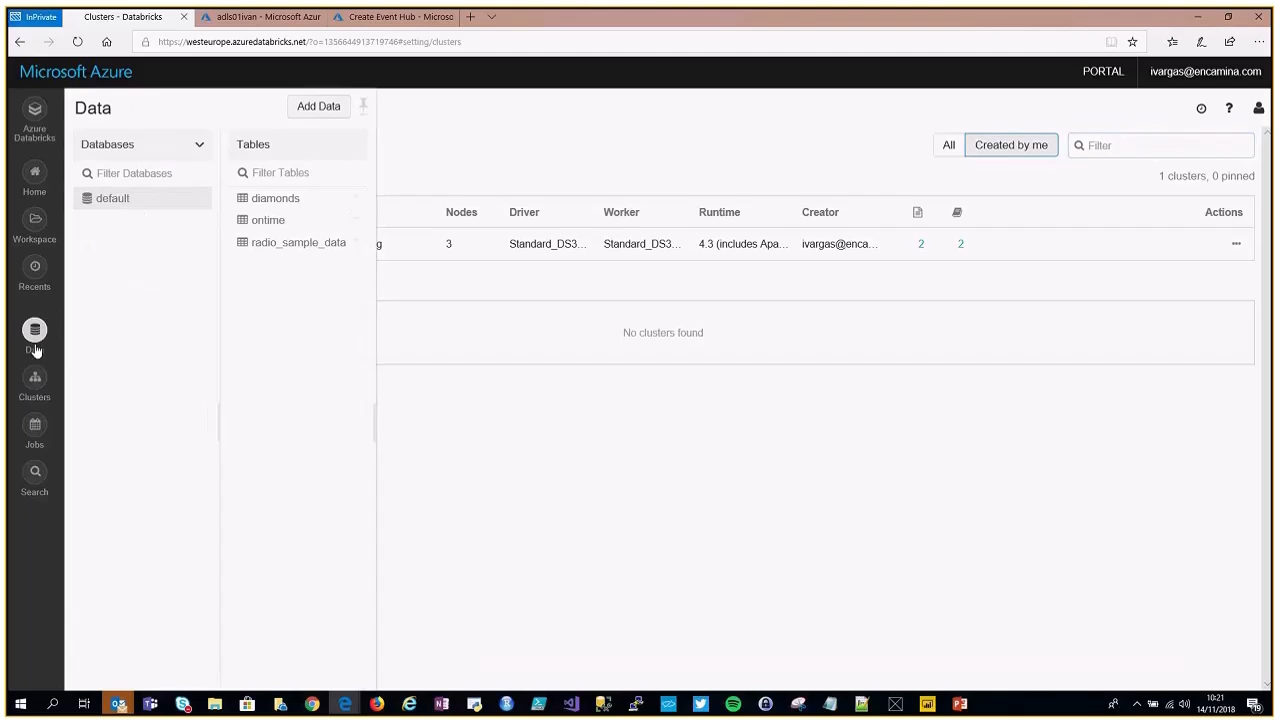 InPrivate
Clusters - Databricks
adls01ivan - Microsoft Azur
Create Event Hub - Microso
https://westeurope.azuredatabricks.net/?o=1356644913719746#setting/clusters
Microsoft Azure
PORTAL
ivargas@encamina.com
Azure
Databricks
Home
Workspace
Recents
Clusters
Jobs
Search
Data
Add Data
Databases
Filter Databases
default
Tables
Filter Tables
diamonds
ontime
radio_sample_data
All
Created by me
Filter
1 clusters, 0 pinned
Nodes
Driver
Worker
Runtime
Creator
Actions
g
3
Standard_DS3...
Standard_DS3...
4.3 (includes Apa...
ivargas@enca...
2
2
No clusters found
10:21
14/11/2018